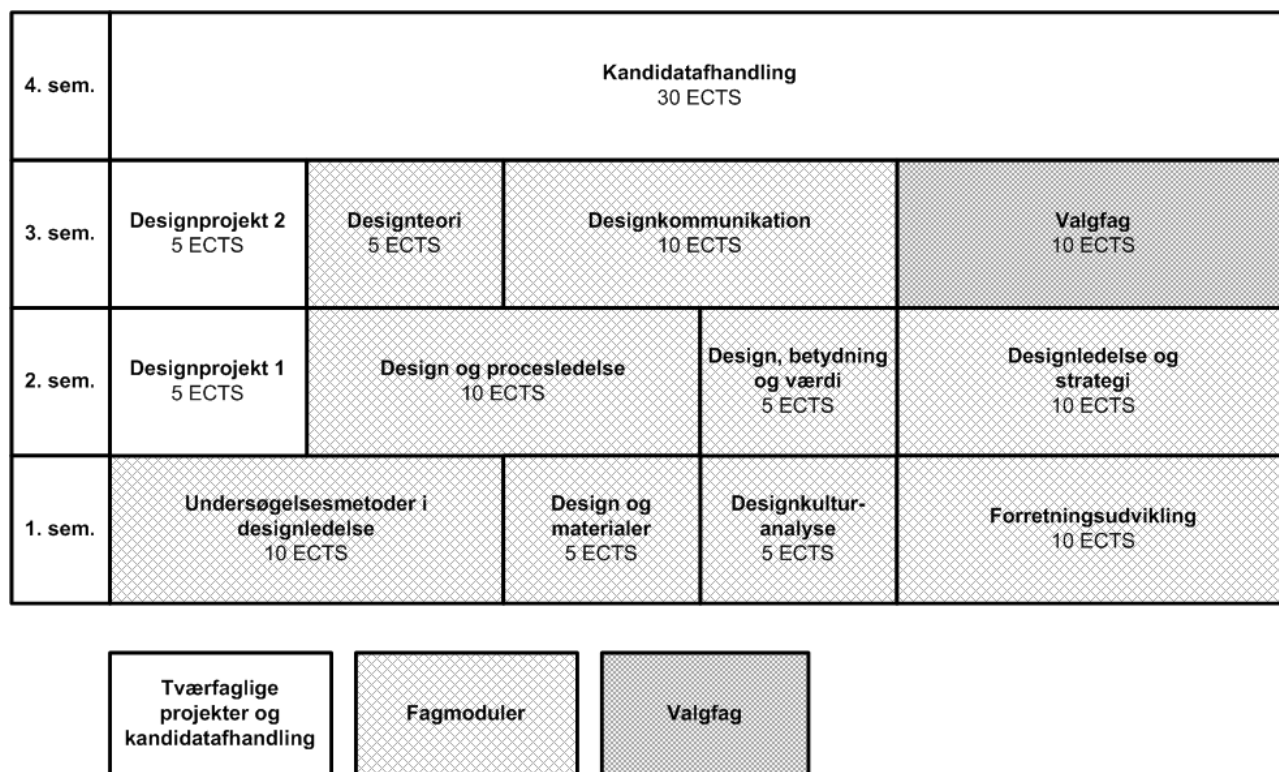 4. sem.
Kandidatafhandling
30 ECTS
3. sem.
Designprojekt 2
5 ECTS
Designteori
5 ECTS
Designkommunikation
10 ECTS
Valgfag
10 ECTS
2. sem.
Designprojekt 1
5 ECTS
Design og procesledelse
10 ECTS
Design, betydning
og værdi
5 ECTS
Designledelse og
strategi
10 ECTS
1. sem.
Undersøgelsesmetoder i
designledelse
10 ECTS
Design og
materialer
5 ECTS
Designkultur-
analyse
5 ECTS
Forretningsudvikling
10 ECTS
Tværfaglige
projekter og
kandidatafhandling
Fagmoduler
Valgfag